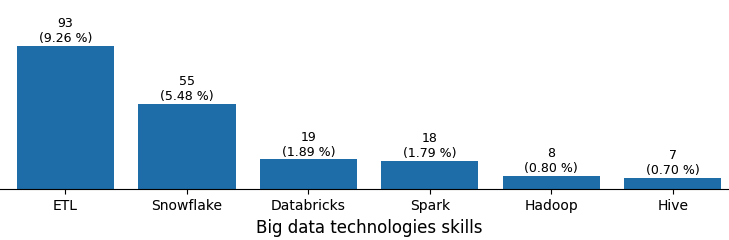 93
(9.26 %)
55
(5.48 %)
19
(1.89 %)
18
(1.79 %)
8
(0.80 %)
7
(0.70 %)
ETL
Snowflake
Databricks
Spark
Hadoop
Hive
Big data technologies skills